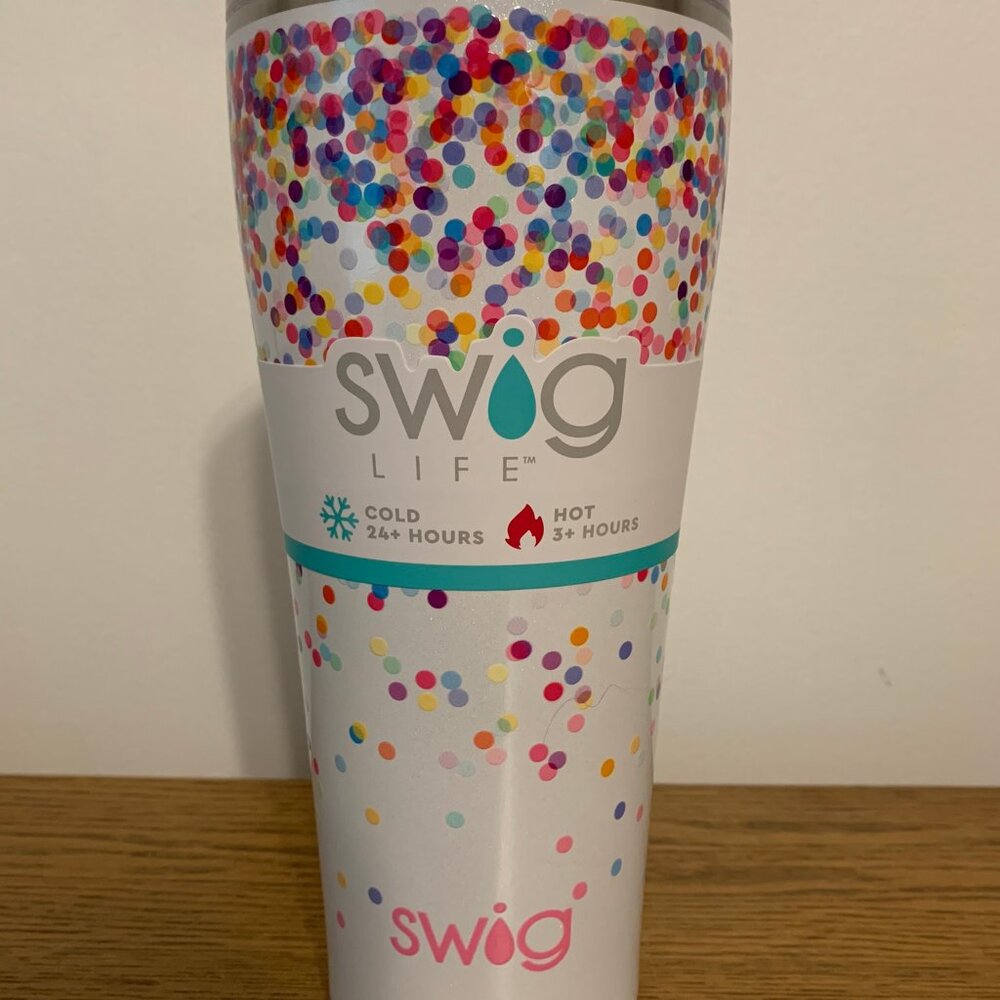 swig
LIFE™
COLD
24+ HOURS
HOT
3+ HOURS
swig